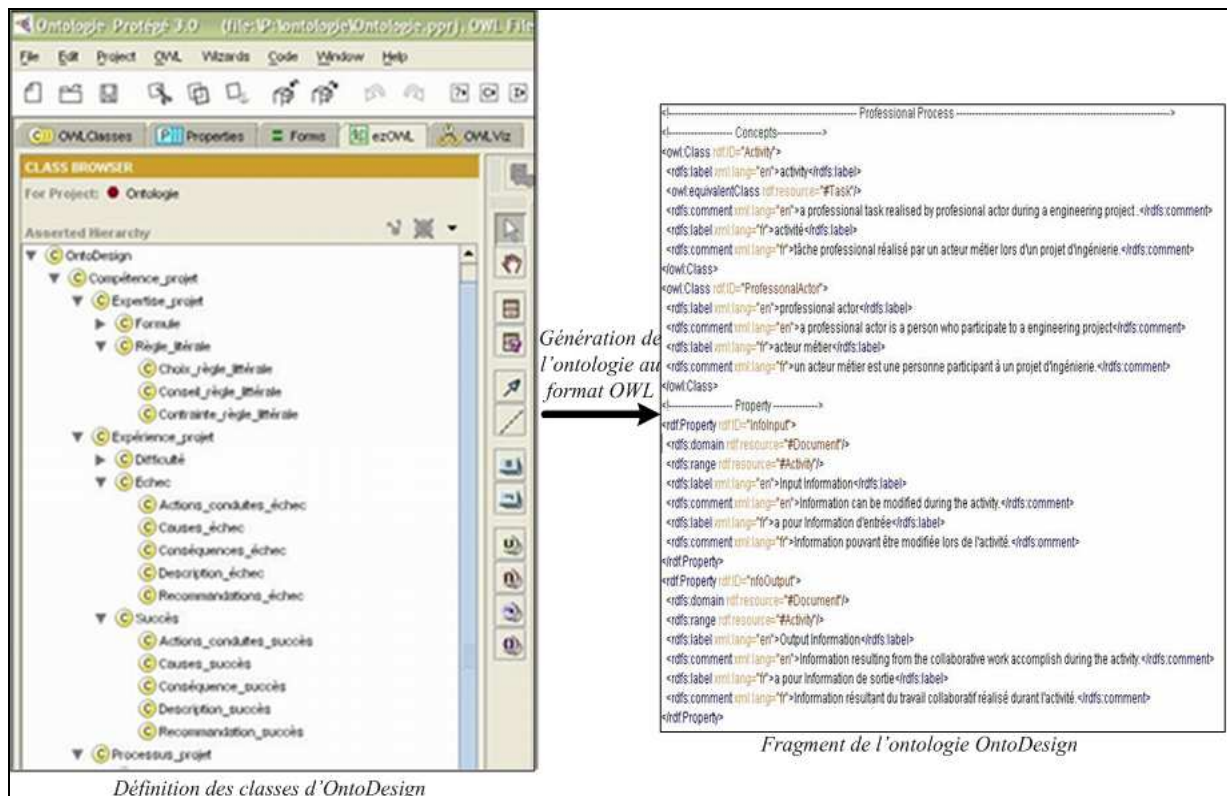 Ontologie Protégé 3.0 (file:\P:\ontologie\Ontologie.pprj, OWL File
File Edit Project OWL Wizards Code Window Help
OWLClasses Properties Forms ezOWL OWLViz
CLASS BROWSER
For Project: Ontologie
Asserted Hierarchy
OntoDesign
Compétence_projet
Expertise_projet
Formule
Règle_litérale
Choix_règle_littérale
Conseil_règle_littérale
Contrainte_règle_littérale
Expérience_projet
Difficulté
Echec
Actions_conduites_échec
Causes_échec
Conséquences_échec
Description_échec
Recommandations_échec
Succès
Actions_conduites_succès
Causes_succès
Conséquence_succès
Description_succès
Recommandation_succès
Processus_projet
Définition des classes d'OntoDesign
Génération de
l'ontologie au
format OWL
<!---------------------------- Professional Process ---------------------------->
<!-------------------- Concepts-------------->
<owl:Class rdf:ID="Activity">
<rdfs:label xml:lang="en">activity</rdfs:label>
<owl:equivalentClass rdf:resource="#Task"/>
<rdfs:comment xml:lang="en">a professional task realised by profesional actor during a engineering project..</rdfs:comment>
<rdfs:label xml:lang="fr">activité</rdfs:label>
<rdfs:comment xml:lang="fr">tâche professional réalisé par un acteur métier lors d'un projet d'ingénierie.</rdfs:comment>
</owl:Class>
<owl:Class rdf:ID="ProfessonalActor">
<rdfs:label xml:lang="en">professional actor</rdfs:label>
<rdfs:comment xml:lang="en">a professional actor is a person who participate to a engineering project</rdfs:comment>
<rdfs:label xml:lang="fr">acteur métier</rdfs:label>
<rdfs:comment xml:lang="fr">un acteur métier est une personne participant à un projet d'ingénierie.</rdfs:comment>
</owl:Class>
<!-------------------- Property -------------->
<rdf:Property rdf:ID="InfoInput">
<rdfs:domain rdf:resource="#Document"/>
<rdfs:range rdf:resource="#Activity"/>
<rdfs:label xml:lang="en">Input Information</rdfs:label>
<rdfs:comment xml:lang="en">Information can be modified during the activity.</rdfs:comment>
<rdfs:label xml:lang="fr">a pour Information d'entrée</rdfs:label>
<rdfs:comment xml:lang="fr">Information pouvant être modifiée lors de l'activité.</rdfs:omment>
</rdf:Property>
<rdf:Property rdf:ID="nfoOutput">
<rdfs:domain rdf:resource="#Document"/>
<rdfs:range rdf:resource="#Activity"/>
<rdfs:label xml:lang="en">Output Information</rdfs:label>
<rdfs:comment xml:lang="en">Information resulting from the collaborative work accomplish during the activity.</rdfs:comment>
<rdfs:label xml:lang="fr">a pour Information de sortie</rdfs:label>
<rdfs:comment xml:lang="fr">Information résultant du travail collaboratif réalisé durant l'activité.</rdfs:comment>
</rdf:Property>
Fragment de l'ontologie OntoDesign